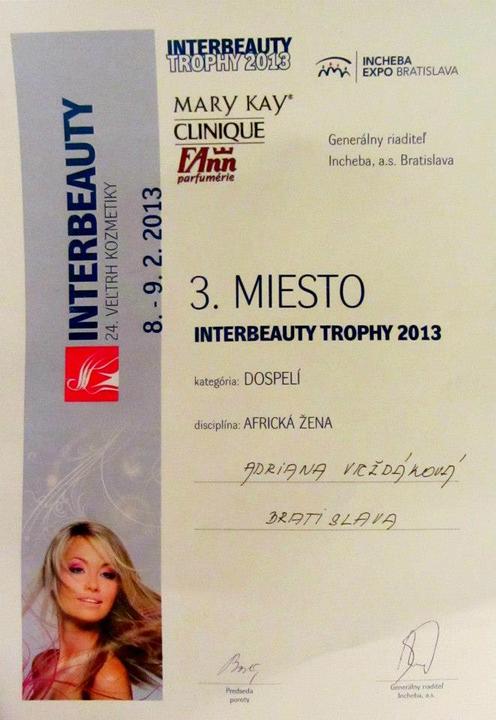 INTERBEAUTY
TROPHY 2013
INCHEBA
EXPO BRATISLAVA
MARY KAY®
CLINIQUE
FAnn
parfumérie
Generálny riaditeľ
Incheba, a.s. Bratislava
INTERBEAUTY
24. VEĽTRH KOZMETIKY
8. - 9. 2. 2013
3. MIESTO
INTERBEAUTY TROPHY 2013
kategória: DOSPELÍ
disciplína: AFRICKÁ ŽENA
ADRIANA VRŽDÁKOVÁ
BRATISLAVA
Predseda
poroty
Generálny riaditeľ
Incheba, a.s.